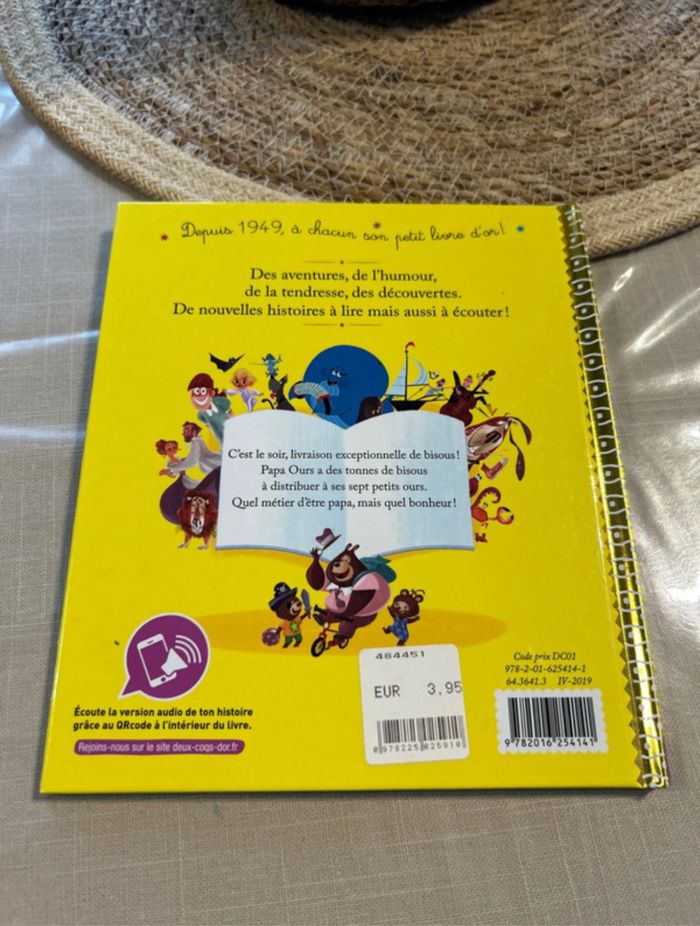 Depuis 1949, à chacun son petit livre d'or!
Des aventures, de l'humour,
de la tendresse, des découvertes.
De nouvelles histoires à lire mais aussi à écouter !
C'est le soir, livraison exceptionnelle de bisous !
Papa Ours a des tonnes de bisous
à distribuer à ses sept petits ours.
Quel métier d'être papa, mais quel bonheur !
484451
EUR 3,95
0 978225 025910
Code prix DC01
978-2-01-625414-1
64.3641.3 IV-2019
9 782016 254141
Écoute la version audio de ton histoire
grâce au QRcode à l'intérieur du livre.
Rejoins-nous sur le site deux-coqs-dor.fr